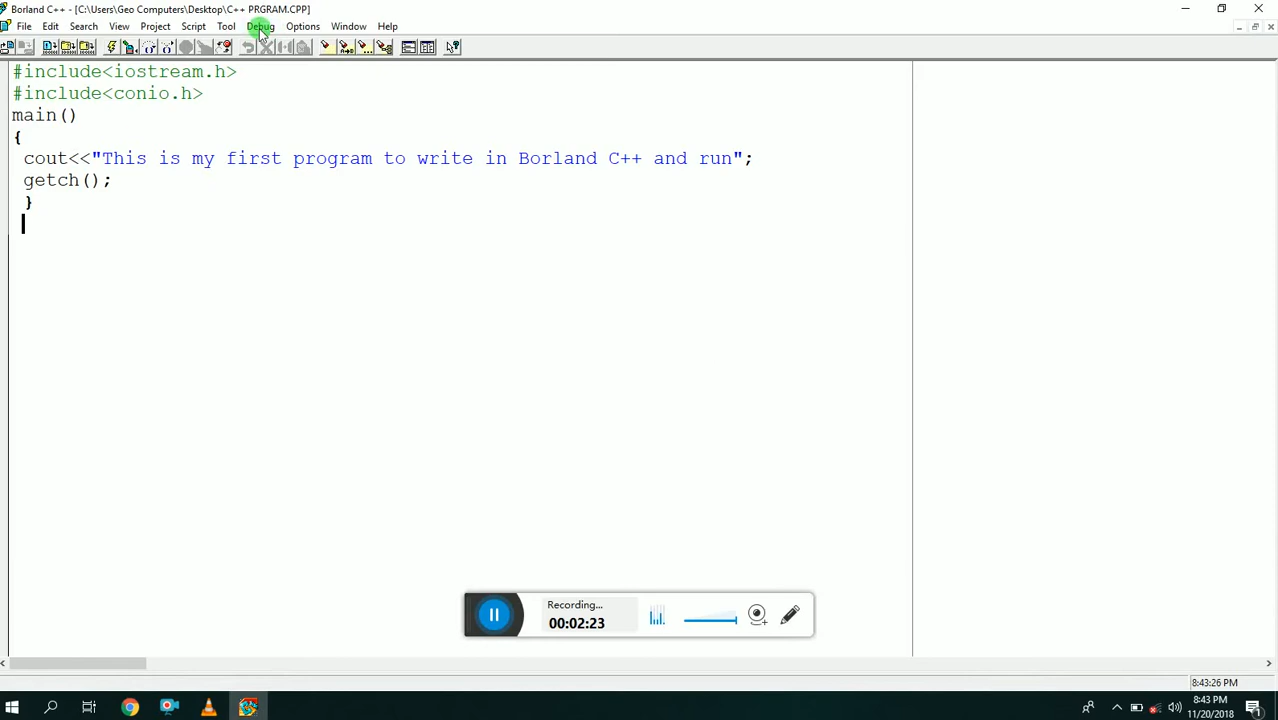 Borland C++ - [C:\Users\Geo Computers\Desktop\C++ PRGRAM.CPP]
File Edit Search View Project Script Tool Debug Options Window Help
#include<iostream.h>
#include<conio.h>
main()
{
cout<<"This is my first program to write in Borland C++ and run";
getch();
}
Recording...
00:02:23
8:43:26 PM
8:43 PM
11/20/2018
1